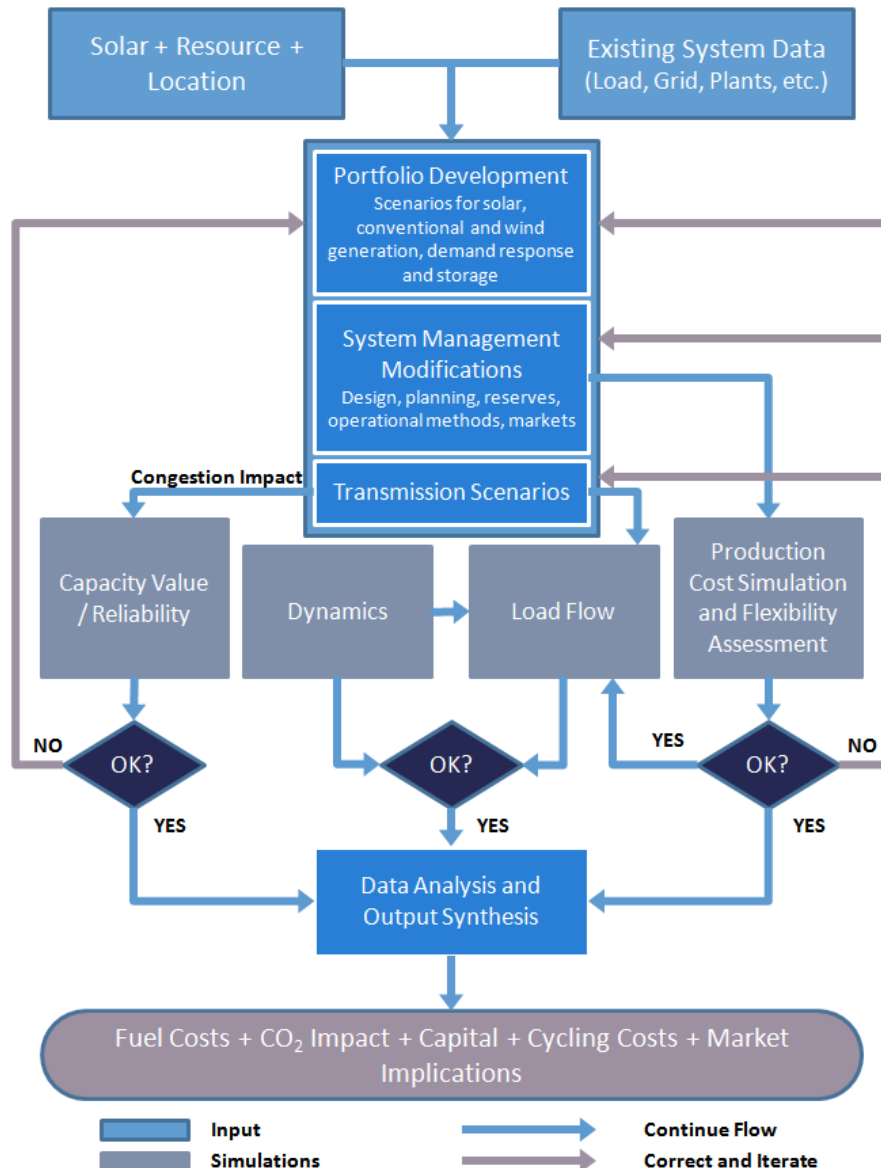 Solar + Resource +
Location
Existing System Data
(Load, Grid, Plants, etc.)
Portfolio Development
Scenarios for solar,
conventional and wind
generation, demand response
and storage
System Management
Modifications
Design, planning, reserves,
operational methods, markets
Congestion Impact
Transmission Scenarios
Capacity Value
/ Reliability
Dynamics
Load Flow
Production
Cost Simulation
and Flexibility
Assessment
NO
OK?
YES
OK?
YES
YES
OK?
NO
YES
Data Analysis and
Output Synthesis
Fuel Costs + CO₂ Impact + Capital + Cycling Costs + Market
Implications
Input
Continue Flow
Simulations
Correct and Iterate